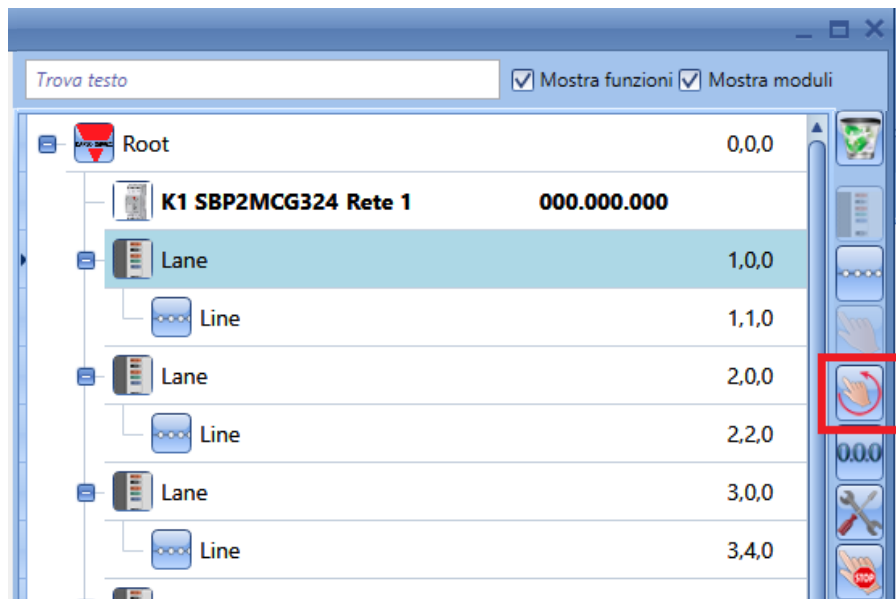 Trova testo
Mostra funzioni Mostra moduli
Root 0,0,0
K1 SBP2MCG324 Rete 1 000.000.000
Lane 1,0,0
Line 1,1,0
Lane 2,0,0
Line 2,2,0
0.0.0
Lane 3,0,0
Line 3,4,0
STOP